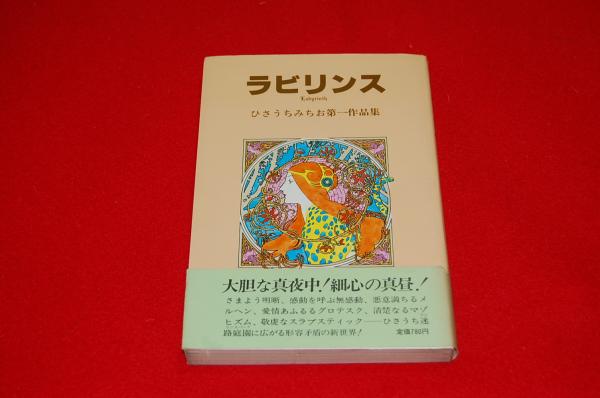 ラビリンス
Labyrinth
ひさうちみちお第一作品集
大胆な真夜中!細心の真昼!
さまよう明晰、感動を呼ぶ無感動、悪意満ちるメ
ルヘン、愛情あふるるグロテスク、清楚なるマゾ
ヒズム、敬虔なスラプスティック——ひさうち迷
路庭園に広がる形容矛盾の新世界!
定価780円